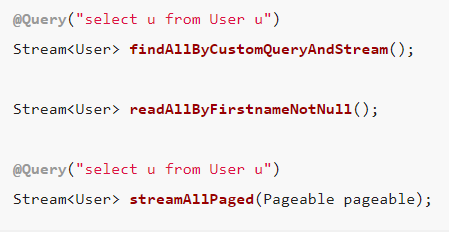 @Query("select u from User u")
Stream<User> findAllByCustomQueryAndStream();
Stream<User> readAllByFirstnameNotNull();
@Query("select u from User u")
Stream<User> streamAllPaged(Pageable pageable);